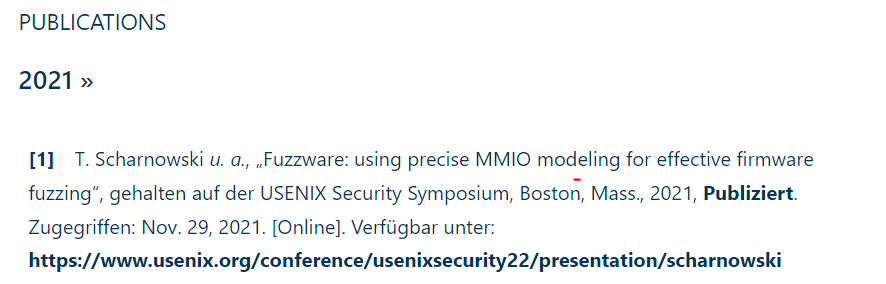 PUBLICATIONS
2021 »
[1] T. Scharnowski u. a., „Fuzzware: using precise MMIO modeling for effective firmware
fuzzing“, gehalten auf der USENIX Security Symposium, Boston, Mass., 2021, Publiziert.
Zugegriffen: Nov. 29, 2021. [Online]. Verfügbar unter:
https://www.usenix.org/conference/usenixsecurity22/presentation/scharnowski